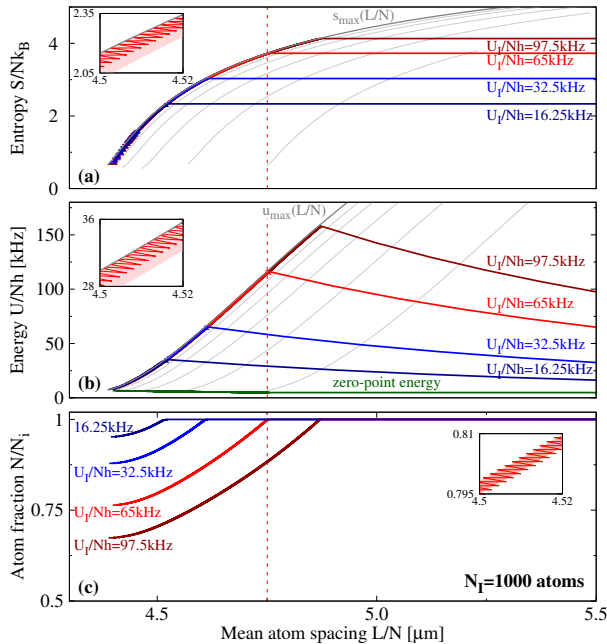 2.35
2.05
4.5
4.52
s_max(L/N)
U_I/Nh=97.5kHz
U_I/Nh=65kHz
U_I/Nh=32.5kHz
U_I/Nh=16.25kHz
Entropy S/Nk_B
4
2
0
(a)
36
28
4.5
4.52
u_max(L/N)
U_I/Nh=97.5kHz
U_I/Nh=65kHz
U_I/Nh=32.5kHz
U_I/Nh=16.25kHz
zero-point energy
Energy U/Nh [kHz]
150
100
50
0
(b)
16.25kHz
U_I/Nh=32.5kHz
U_I/Nh=65kHz
U_I/Nh=97.5kHz
0.81
0.795
4.5
4.52
Atom fraction N/N_i
1
0.75
0.5
(c)
N_I=1000 atoms
4.5
5.0
5.5
Mean atom spacing L/N [μm]